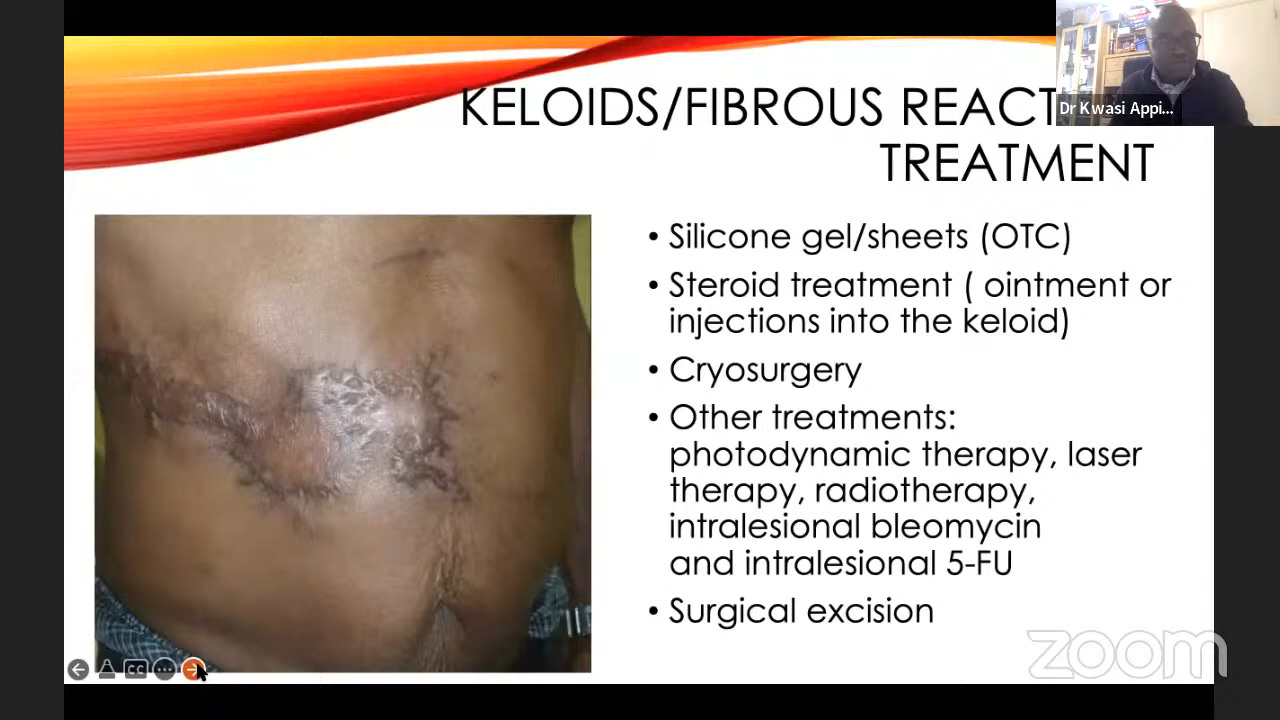 KELOIDS/FIBROUS REACT
TREATMENT
Dr Kwasi Appi...
• Silicone gel/sheets (OTC)
• Steroid treatment ( ointment or
injections into the keloid)
• Cryosurgery
• Other treatments:
photodynamic therapy, laser
therapy, radiotherapy,
intralesional bleomycin
and intralesional 5-FU
• Surgical excision
CC
zoom